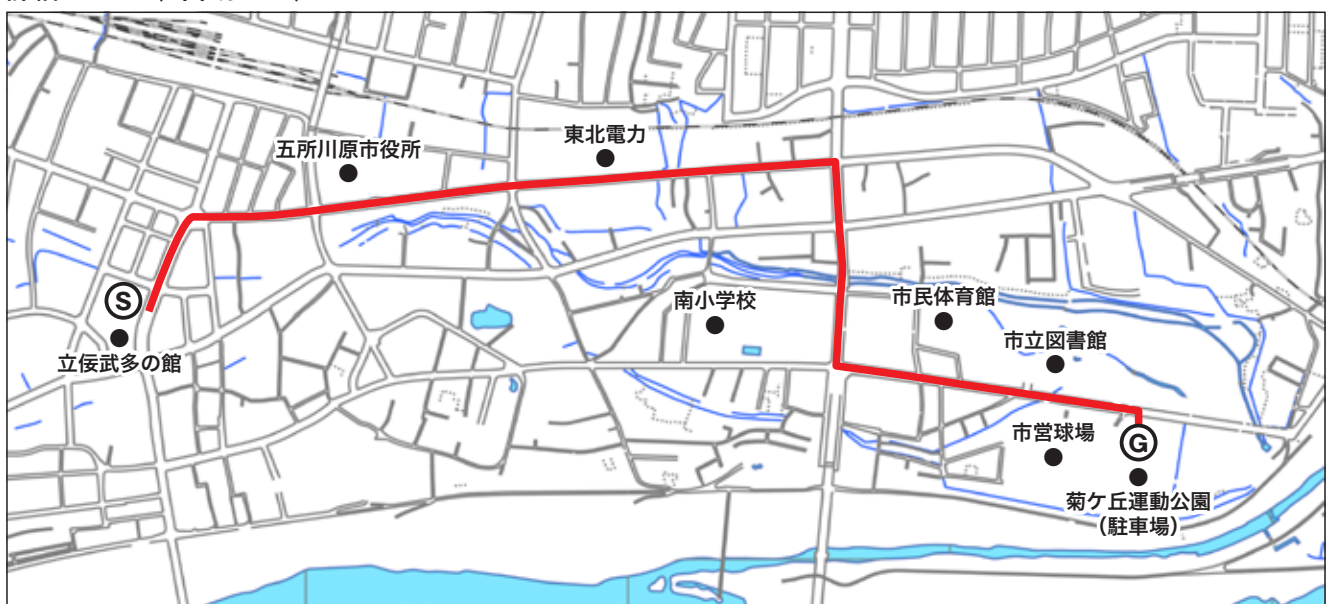 東北電力
五所川原市役所
S
立佞武多の館
南小学校
市民体育館
市立図書館
市営球場
G
菊ケ丘運動公園
（駐車場）